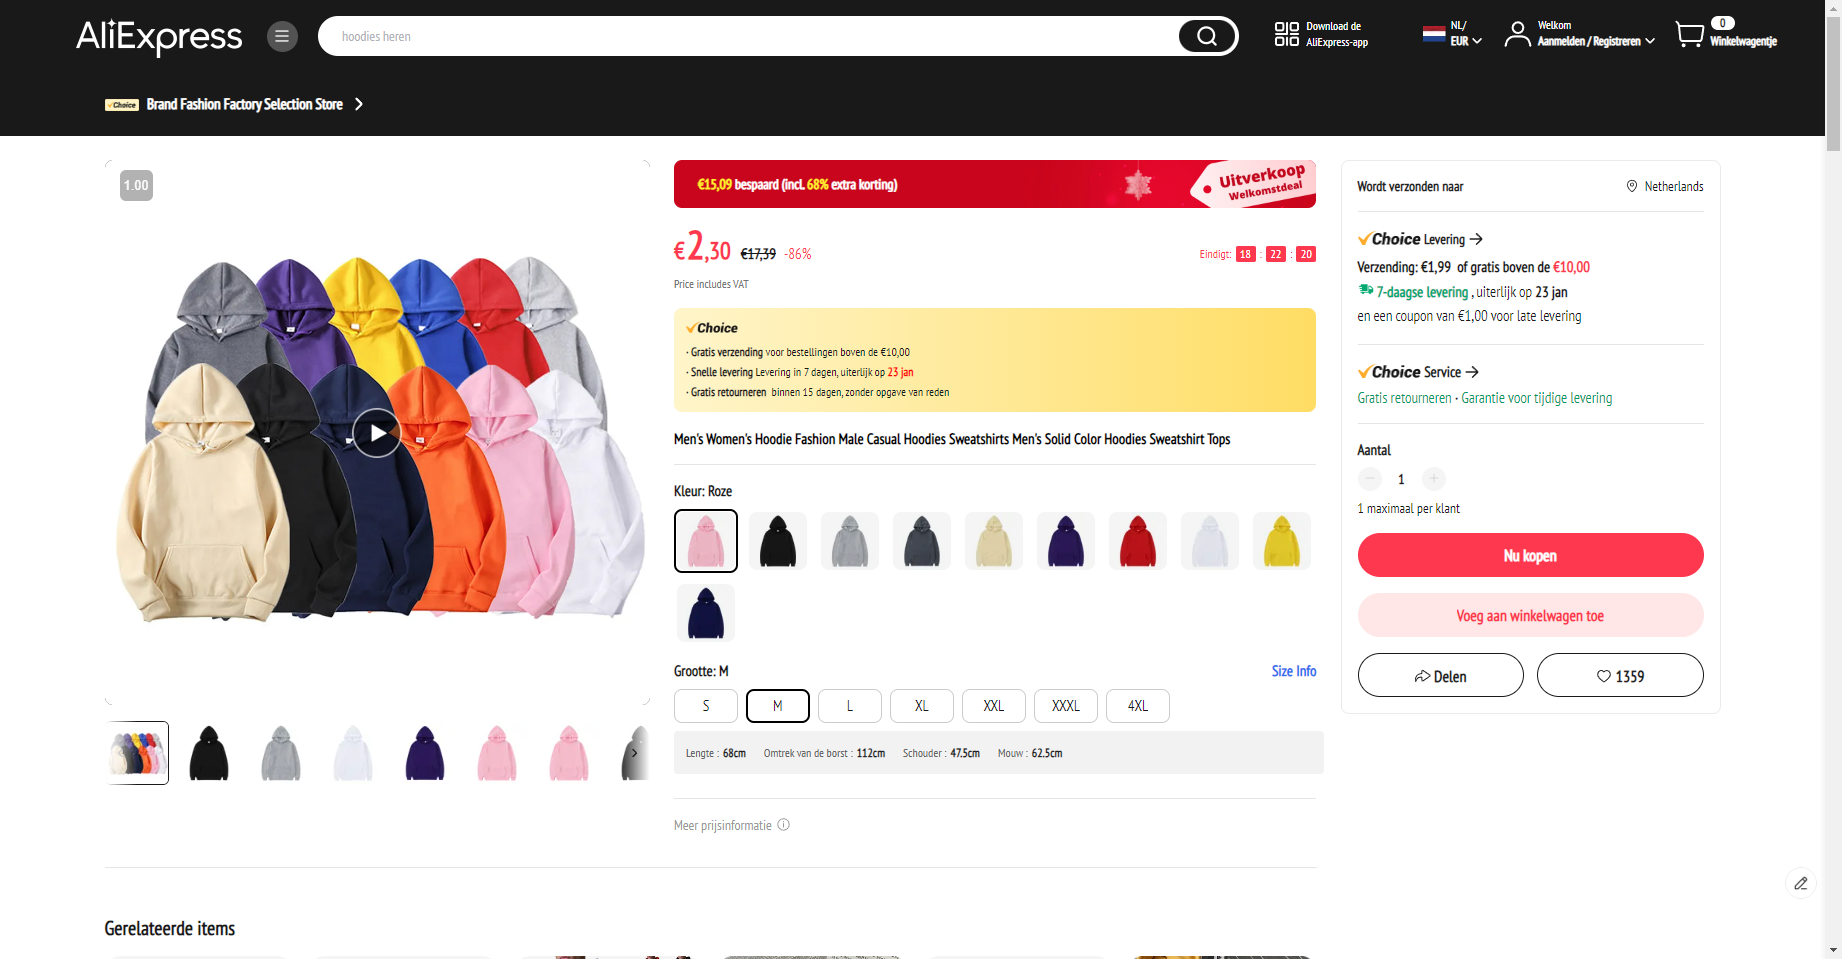 AliExpress
hoodies heren
Download de
AliExpress-app
NL/
EUR
Welkom
Aanmelden / Registreren
0
Winkelwagentje
Choice Brand Fashion Factory Selection Store
1.00
€15,09 bespaard (incl. 68% extra korting)
Uitverkoop
Welkomstdeal
€2,30 €17,39 -86%
Eindigt: 18 : 22 : 20
Price includes VAT
Choice
· Gratis verzending voor bestellingen boven de €10,00
· Snelle levering Levering in 7 dagen, uiterlijk op 23 jan
· Gratis retourneren binnen 15 dagen, zonder opgave van reden
Men's Women's Hoodie Fashion Male Casual Hoodies Sweatshirts Men's Solid Color Hoodies Sweatshirt Tops
Kleur: Roze
Grootte: M
Size Info
S M L XL XXL XXXL 4XL
Lengte : 68cm Omtrek van de borst : 112cm Schouder : 47.5cm Mouw : 62.5cm
Meer prijsinformatie
Wordt verzonden naar
Netherlands
Choice Levering
Verzending: €1,99 of gratis boven de €10,00
7-daagse levering , uiterlijk op 23 jan
en een coupon van €1,00 voor late levering
Choice Service
Gratis retourneren · Garantie voor tijdige levering
Aantal
− 1 +
1 maximaal per klant
Nu kopen
Voeg aan winkelwagen toe
Delen
1359
Gerelateerde items